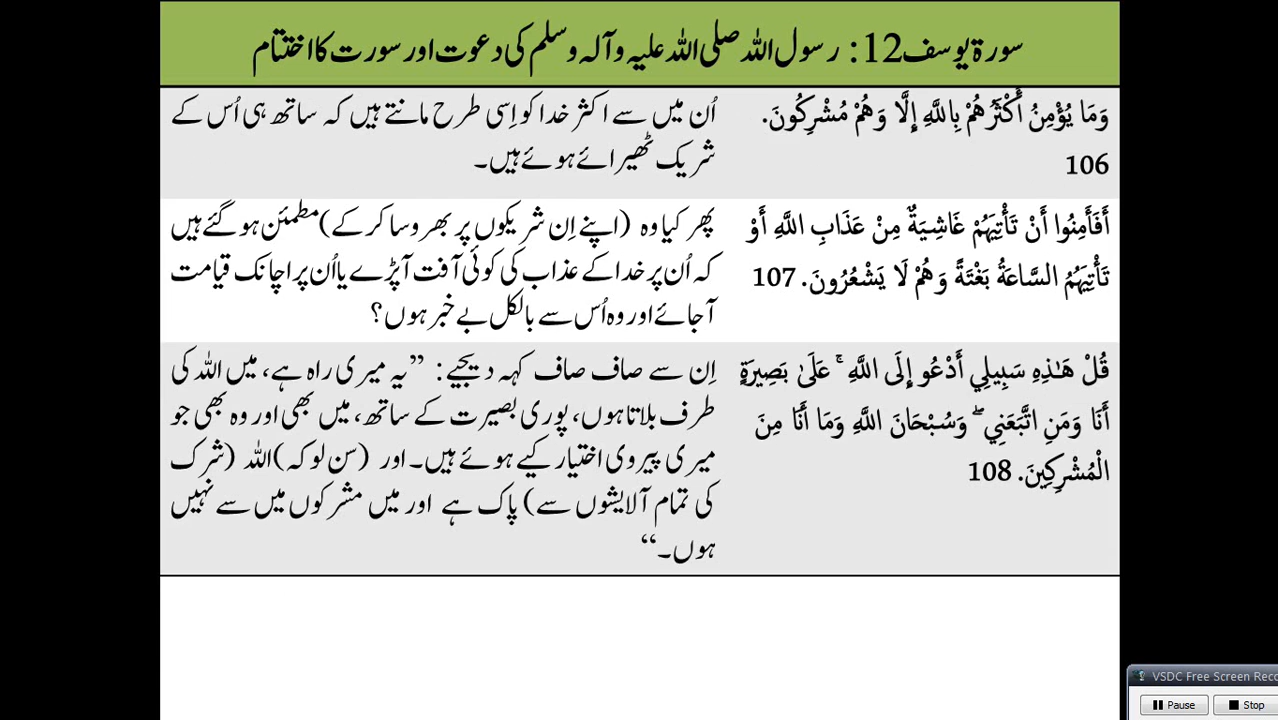 سورۃ یوسف 12: رسول اللہ صلی اللہ علیہ وآلہ وسلم کی دعوت اور سورت کا اختتام
وَمَا يُؤْمِنُ أَكْثَرُهُمْ بِاللَّهِ إِلَّا وَهُمْ مُشْرِكُونَ.
106
اُن میں سے اکثر خدا کو اِسی طرح مانتے ہیں کہ ساتھ ہی اُس کے
شریک ٹھیرائے ہوئے ہیں۔
أَفَأَمِنُوا أَنْ تَأْتِيَهُمْ غَاشِيَةٌ مِنْ عَذَابِ اللَّهِ أَوْ
تَأْتِيَهُمُ السَّاعَةُ بَغْتَةً وَهُمْ لَا يَشْعُرُونَ. 107
پھر کیا وہ (اپنے اِن شریکوں پر بھروسا کرکے) مطمئن ہوگئے ہیں
کہ اُن پر خدا کے عذاب کی کوئی آفت آپڑے یا اُن پر اچانک قیامت
آجائے اور وہ اُس سے بالکل بے خبر ہوں؟
قُلْ هَـٰذِهِ سَبِيلِي أَدْعُو إِلَى اللَّهِ ۚ عَلَىٰ بَصِيرَةٍ
أَنَا وَمَنِ اتَّبَعَنِي ۖ وَسُبْحَانَ اللَّهِ وَمَا أَنَا مِنَ
الْمُشْرِكِينَ. 108
اِن سے صاف صاف کہہ دیجیے: ”یہ میری راہ ہے، میں اللہ کی
طرف بلاتا ہوں، پوری بصیرت کے ساتھ، میں بھی اور وہ بھی جو
میری پیروی اختیار کیے ہوئے ہیں۔ اور (سن لو کہ) اللہ (شرک
کی تمام آلایشوں سے) پاک ہے اور میں مشرکوں میں سے نہیں
ہوں۔“
VSDC Free Screen Reco
Pause
Stop